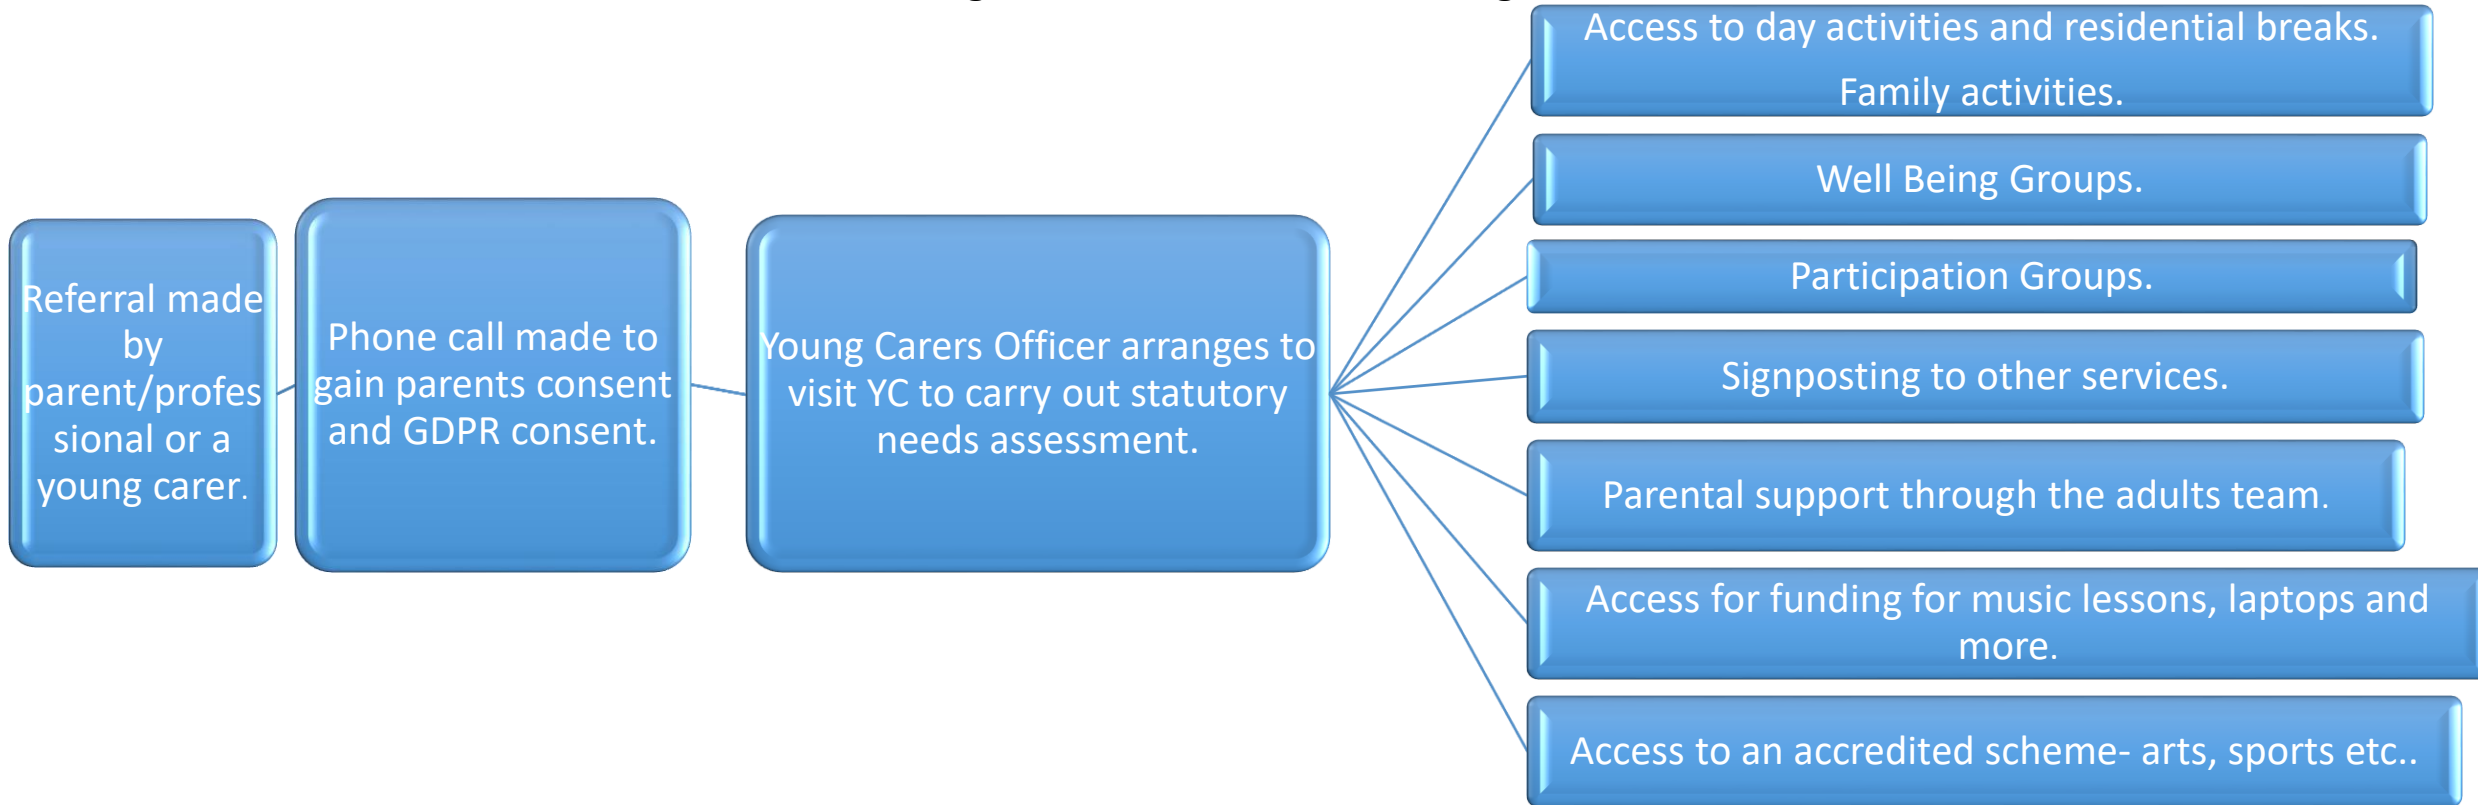 Referral made
by
parent/profes
sional or a
young carer.
Phone call made to
gain parents consent
and GDPR consent.
Young Carers Officer arranges to
visit YC to carry out statutory
needs assessment.
Access to day activities and residential breaks.
Family activities.
Well Being Groups.
Participation Groups.
Signposting to other services.
Parental support through the adults team.
Access for funding for music lessons, laptops and
more.
Access to an accredited scheme- arts, sports etc..